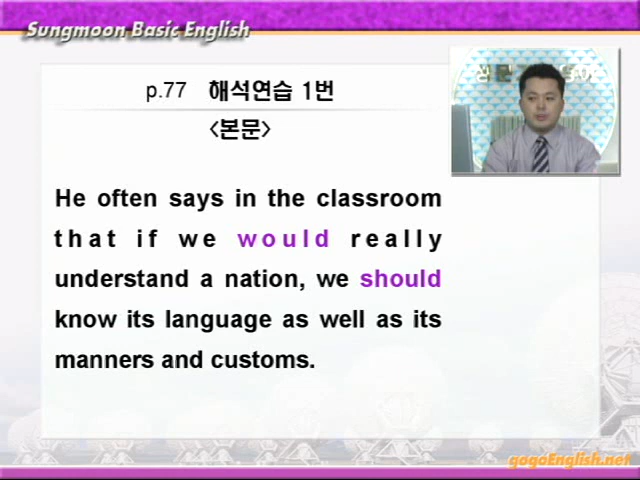 Sungmoon Basic English
p.77 해석연습 1번
<본문>
He often says in the classroom
that if we would really
understand a nation, we should
know its language as well as its
manners and customs.
gogoEnglish.net